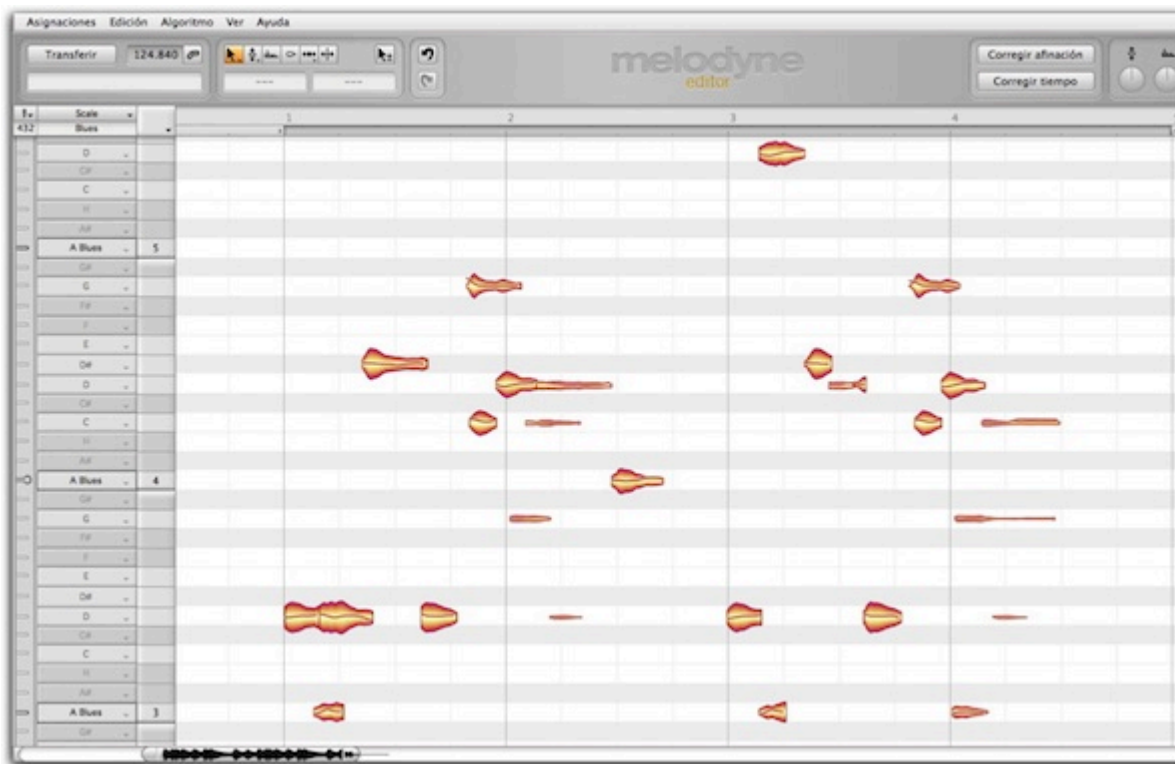 Asignaciones Edición Algoritmo Ver Ayuda
Transferir 124.840
--- ---
melodyne
editor
Corregir afinación
Corregir tiempo
Scale
432 Blues
1 2 3 4
D
C#
C
H
A#
A Blues 5
G#
G
F#
F
E
D#
D
C#
C
H
A#
A Blues 4
G#
G
F#
F
E
D#
D
C#
C
H
A#
A Blues 3
G#